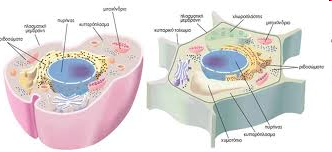 μιτοχόνδριο
πλασματική
μεμβράνη
πυρήνας
κυτταρόπλασμα
ριβοσώματα
χλωροπλάστης
μιτοχόνδριο
πλασματική
μεμβράνη
κυτταρικό τοίχωμα
ριβοσώματα
πυρήνας
κυτταρόπλασμα
χυμοτόπιο